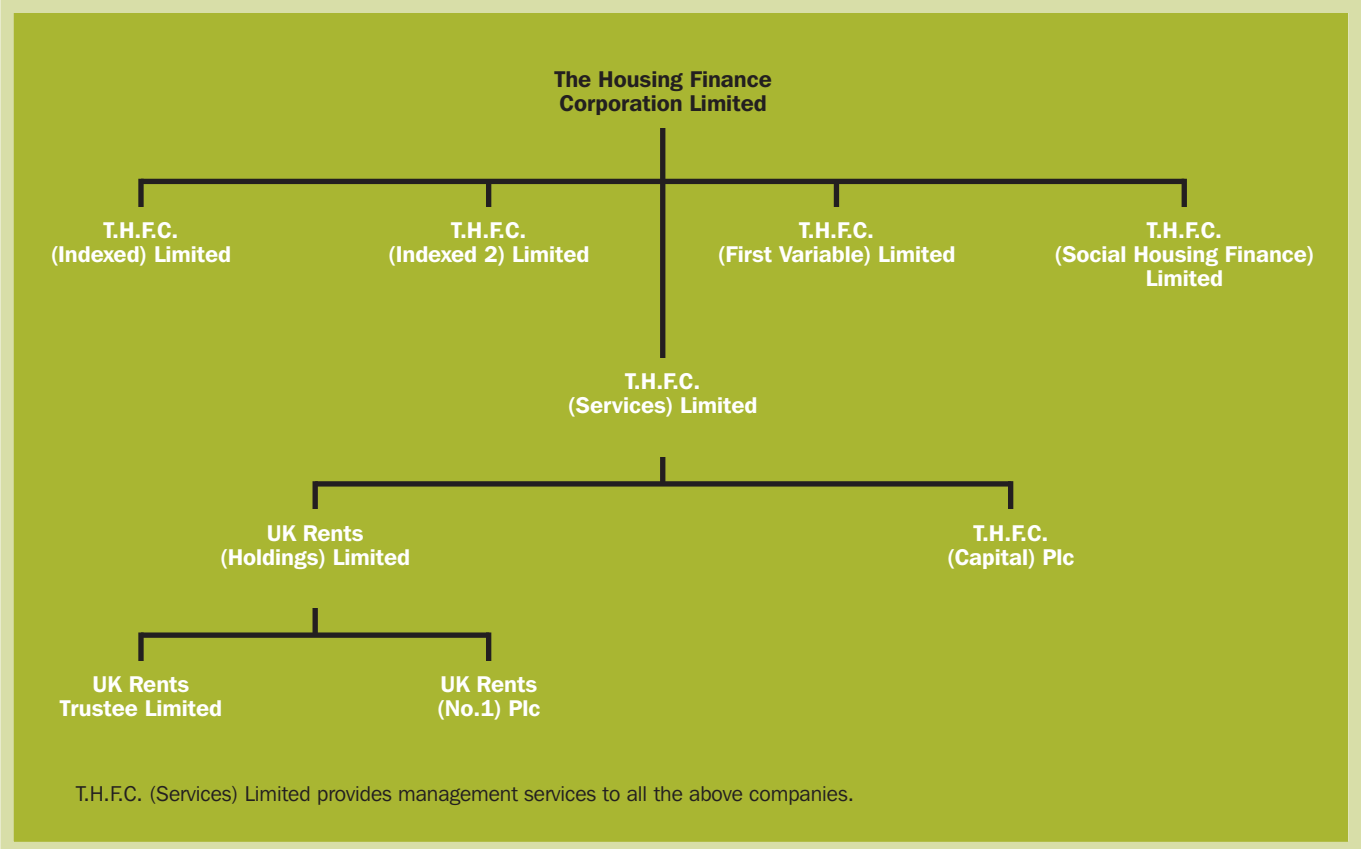 The Housing Finance
Corporation Limited
T.H.F.C.
(Indexed) Limited
T.H.F.C.
(Indexed 2) Limited
T.H.F.C.
(First Variable) Limited
T.H.F.C.
(Social Housing Finance)
Limited
T.H.F.C.
(Services) Limited
UK Rents
(Holdings) Limited
T.H.F.C.
(Capital) Plc
UK Rents
Trustee Limited
UK Rents
(No.1) Plc
T.H.F.C. (Services) Limited provides management services to all the above companies.